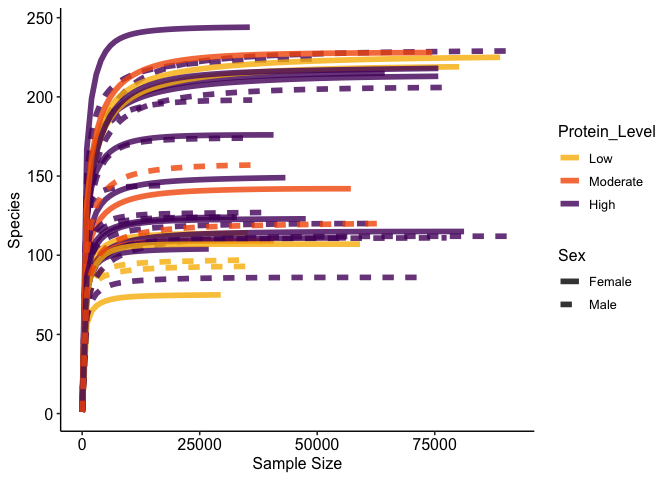 250
200
150
100
50
0
Species
0 25000 50000 75000
Sample Size
Protein_Level
Low
Moderate
High
Sex
Female
Male